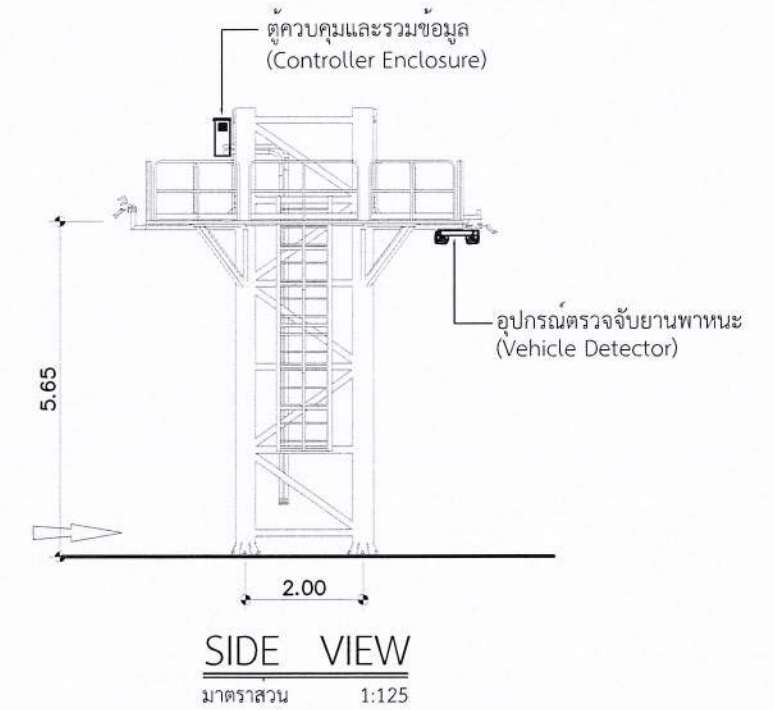 ตู้ควบคุมและรวมข้อมูล
(Controller Enclosure)
อุปกรณ์ตรวจจับยานพาหนะ
(Vehicle Detector)
5.65
2.00
SIDE VIEW
มาตราส่วน 1:125